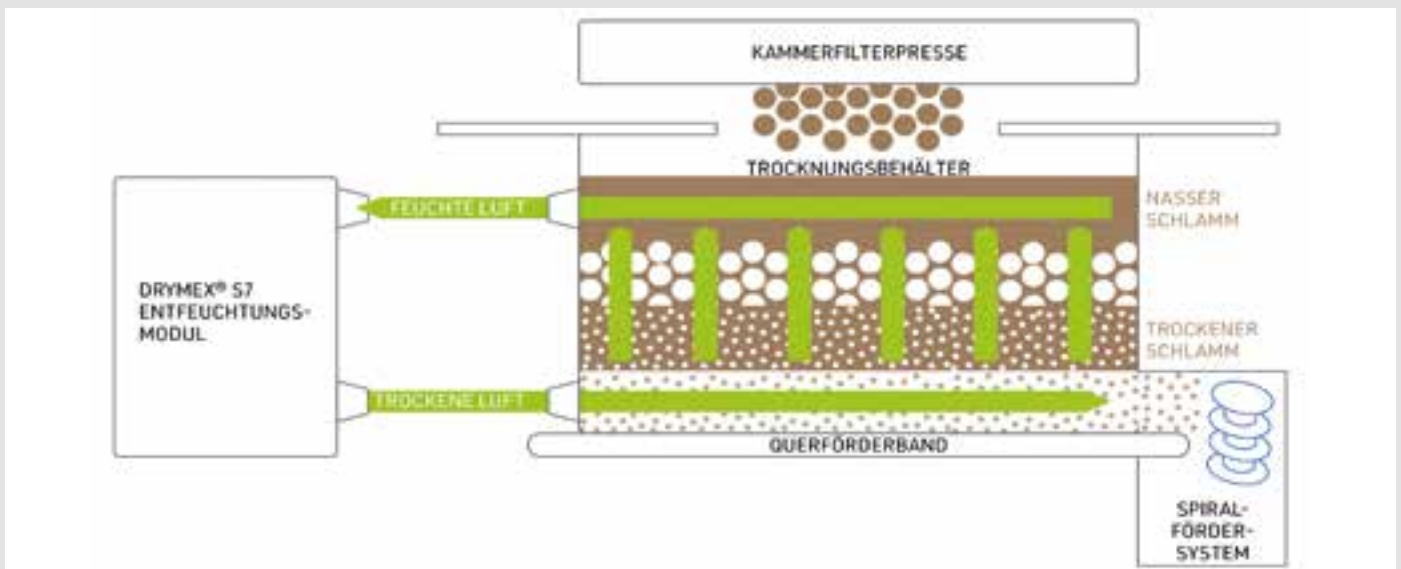 KAMMERFILTERPRESSE
TROCKNUNGSBEHÄLTER
FEUCHTE LUFT
NASSER
SCHLAMM
DRYMEX® S7
ENTFEUCHTUNGS-
MODUL
TROCKENER
SCHLAMM
TROCKENE LUFT
QUERFÖRDERBAND
SPIRAL-
FÖRDER-
SYSTEM